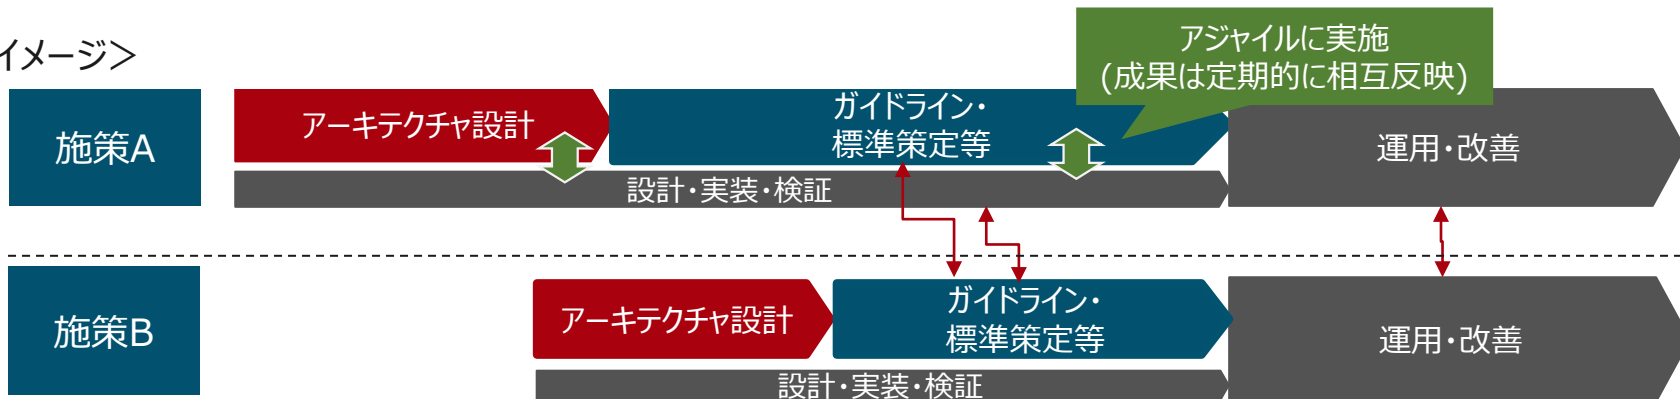 イメージ＞
アジャイルに実施
(成果は定期的に相互反映)
施策A
アーキテクチャ設計
ガイドライン・
標準策定等
運用・改善
設計・実装・検証
施策B
アーキテクチャ設計
ガイドライン・
標準策定等
運用・改善
設計・実装・検証